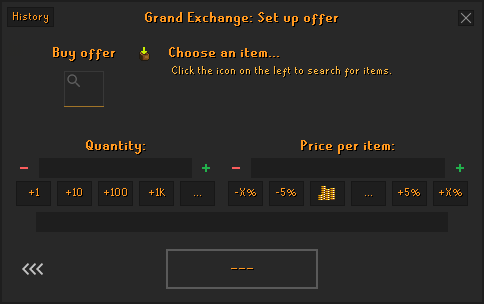 History
Grand Exchange: Set up offer
Buy offer
Choose an item...
Click the icon on the left to search for items.
Quantity:
Price per item:
- +
- +
+1 +10 +100 +1K ...
-X% -5% ... +5% +X%
---